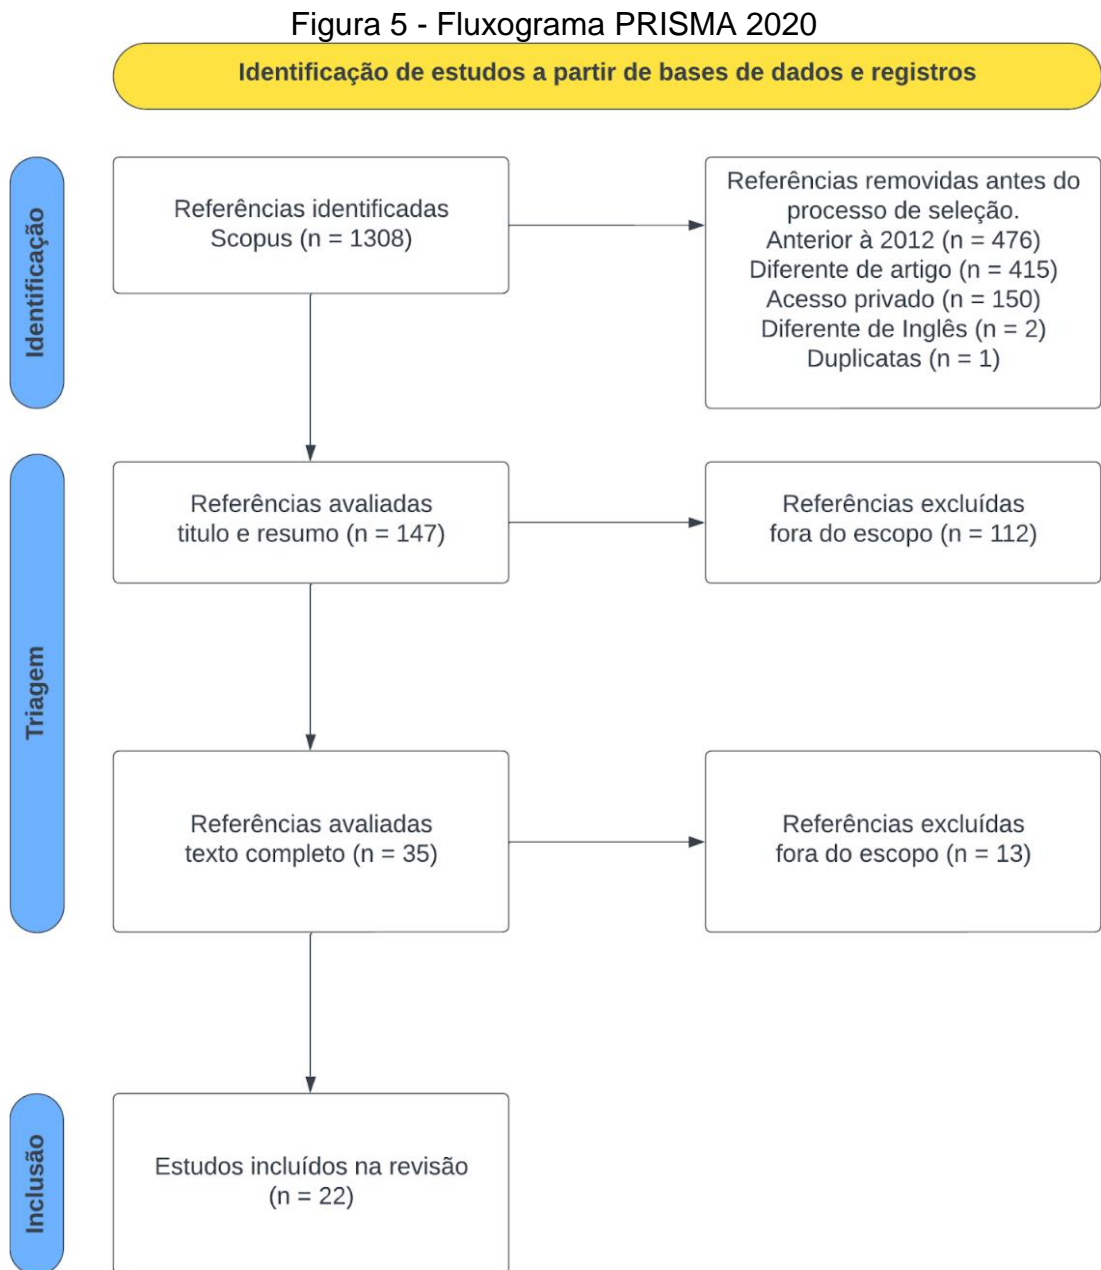 Figura 5 - Fluxograma PRISMA 2020
Identificação de estudos a partir de bases de dados e registros
Identificação
Referências identificadas
Scopus (n = 1308)
Referências removidas antes do
processo de seleção.
Anterior à 2012 (n = 476)
Diferente de artigo (n = 415)
Acesso privado (n = 150)
Diferente de Inglês (n = 2)
Duplicatas (n = 1)
Triagem
Referências avaliadas
titulo e resumo (n = 147)
Referências excluídas
fora do escopo (n = 112)
Referências avaliadas
texto completo (n = 35)
Referências excluídas
fora do escopo (n = 13)
Inclusão
Estudos incluídos na revisão
(n = 22)